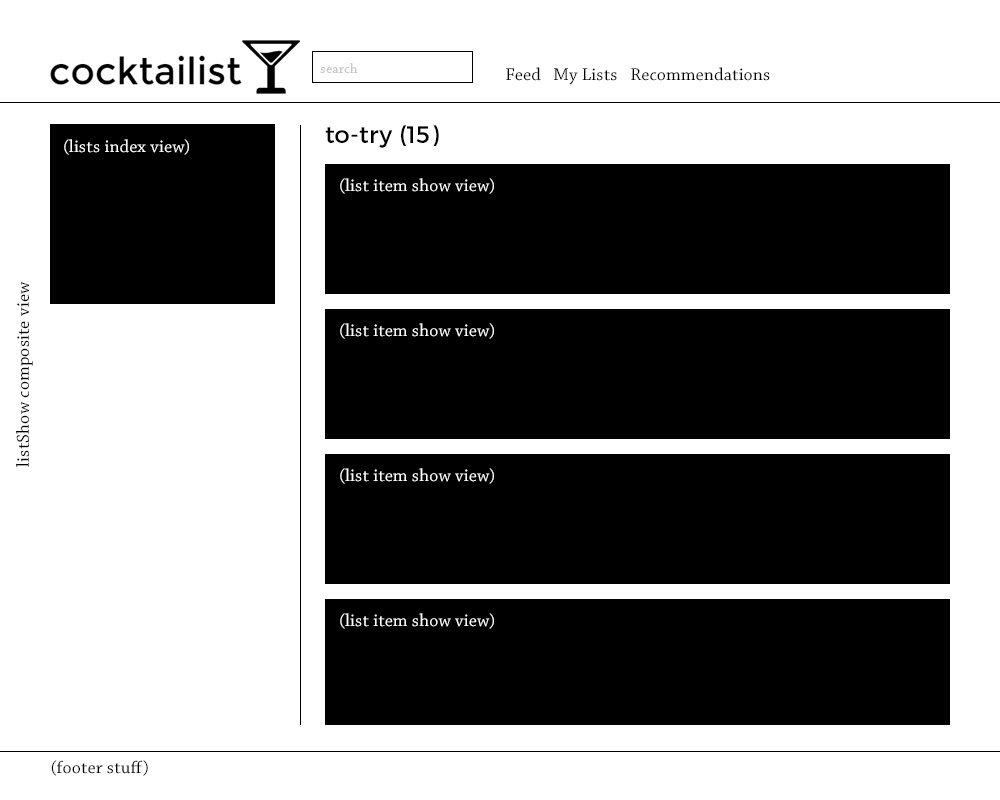 cocktailist
search
Feed My Lists Recommendations
(lists index view)
listShow composite view
to-try (15)
(list item show view)
(list item show view)
(list item show view)
(list item show view)
(footer stuff)